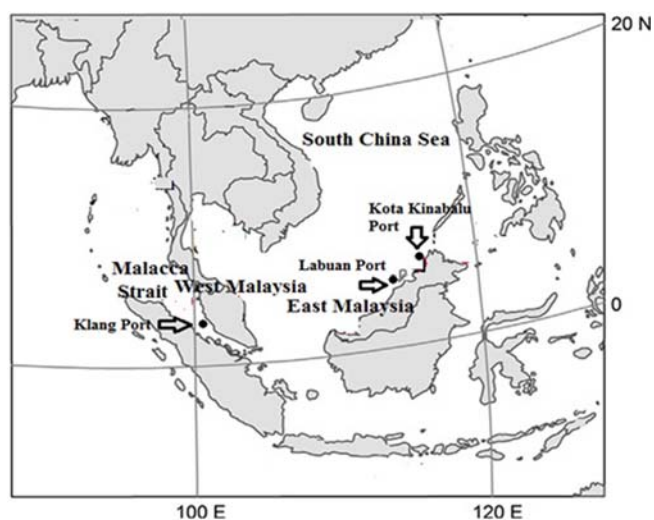 20 N
South China Sea
Kota Kinabalu
Port
Labuan Port
Malacca
Strait
West Malaysia
East Malaysia
Klang Port
0
100 E
120 E